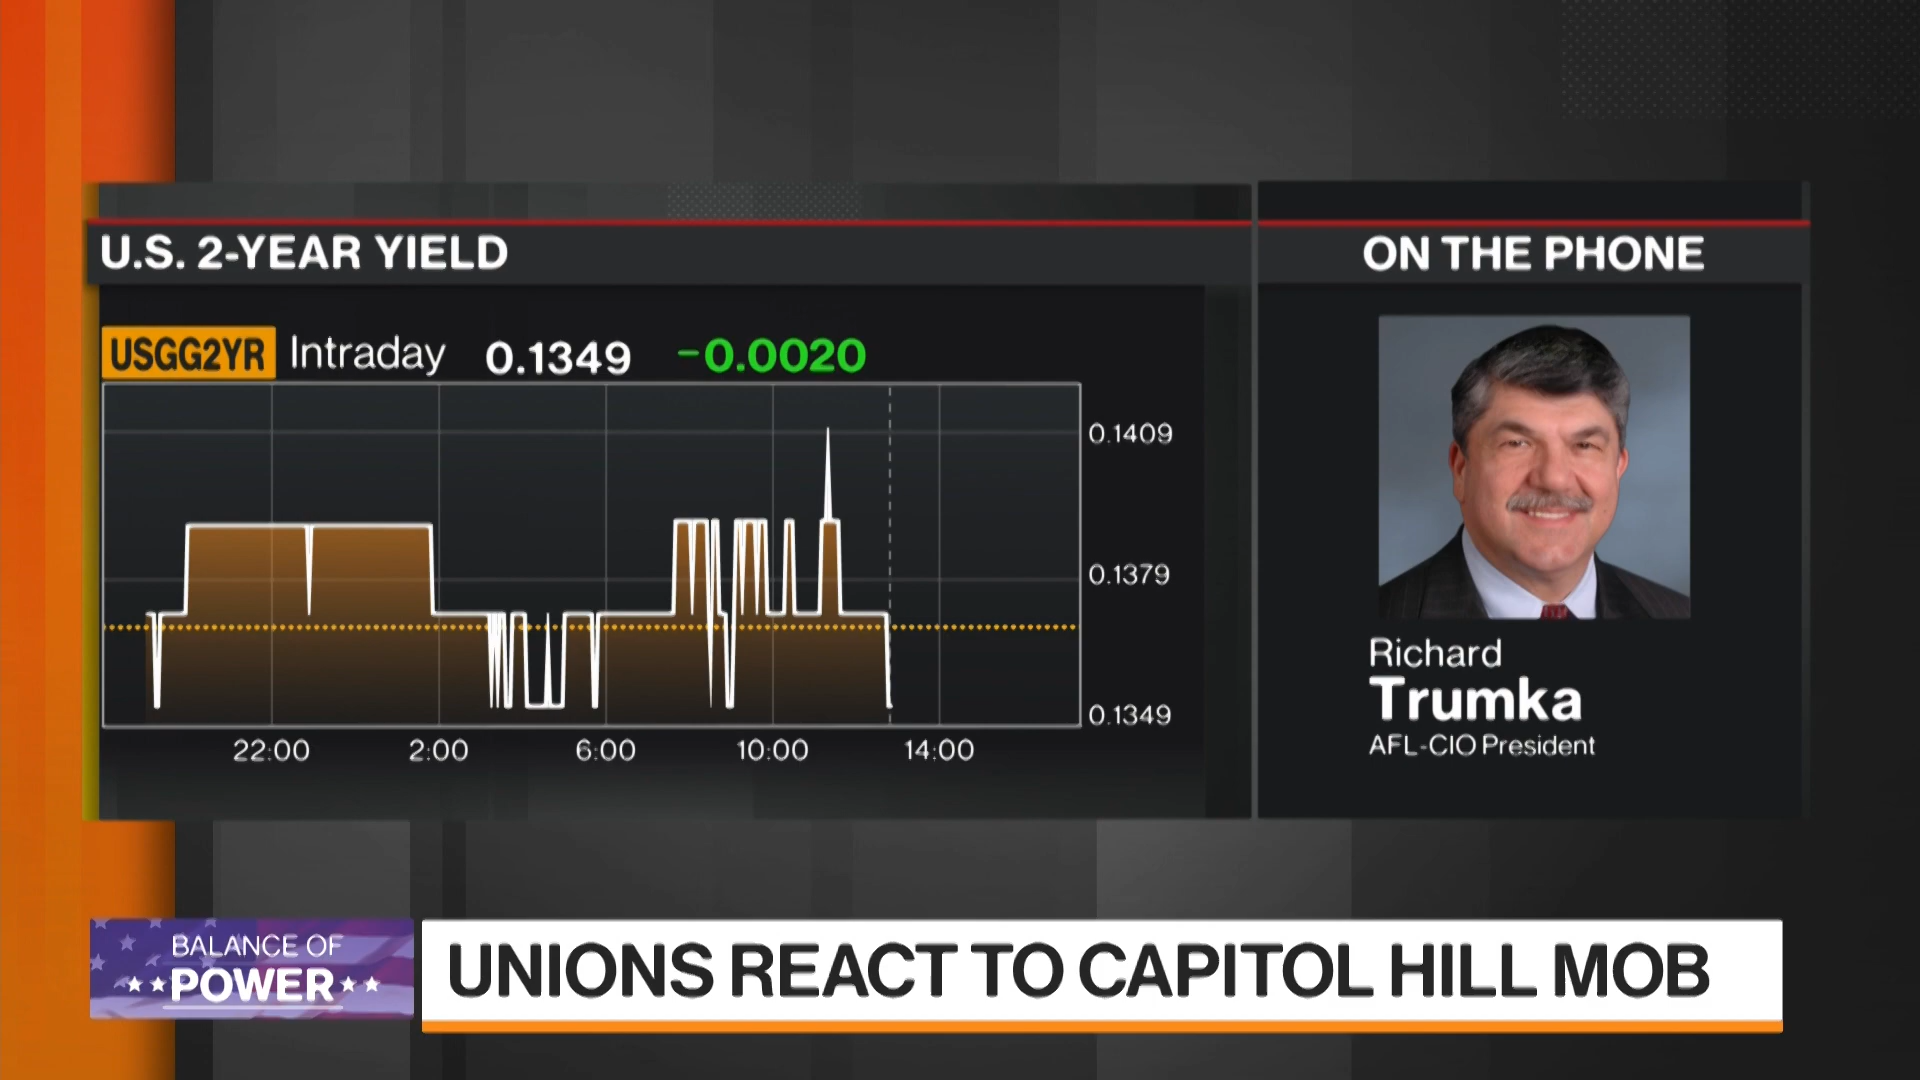 U.S. 2-YEAR YIELD
USGG2YR Intraday 0.1349 -0.0020
0.1409
0.1379
0.1349
22:00 2:00 6:00 10:00 14:00
ON THE PHONE
Richard
Trumka
AFL-CIO President
BALANCE OF
POWER
UNIONS REACT TO CAPITOL HILL MOB